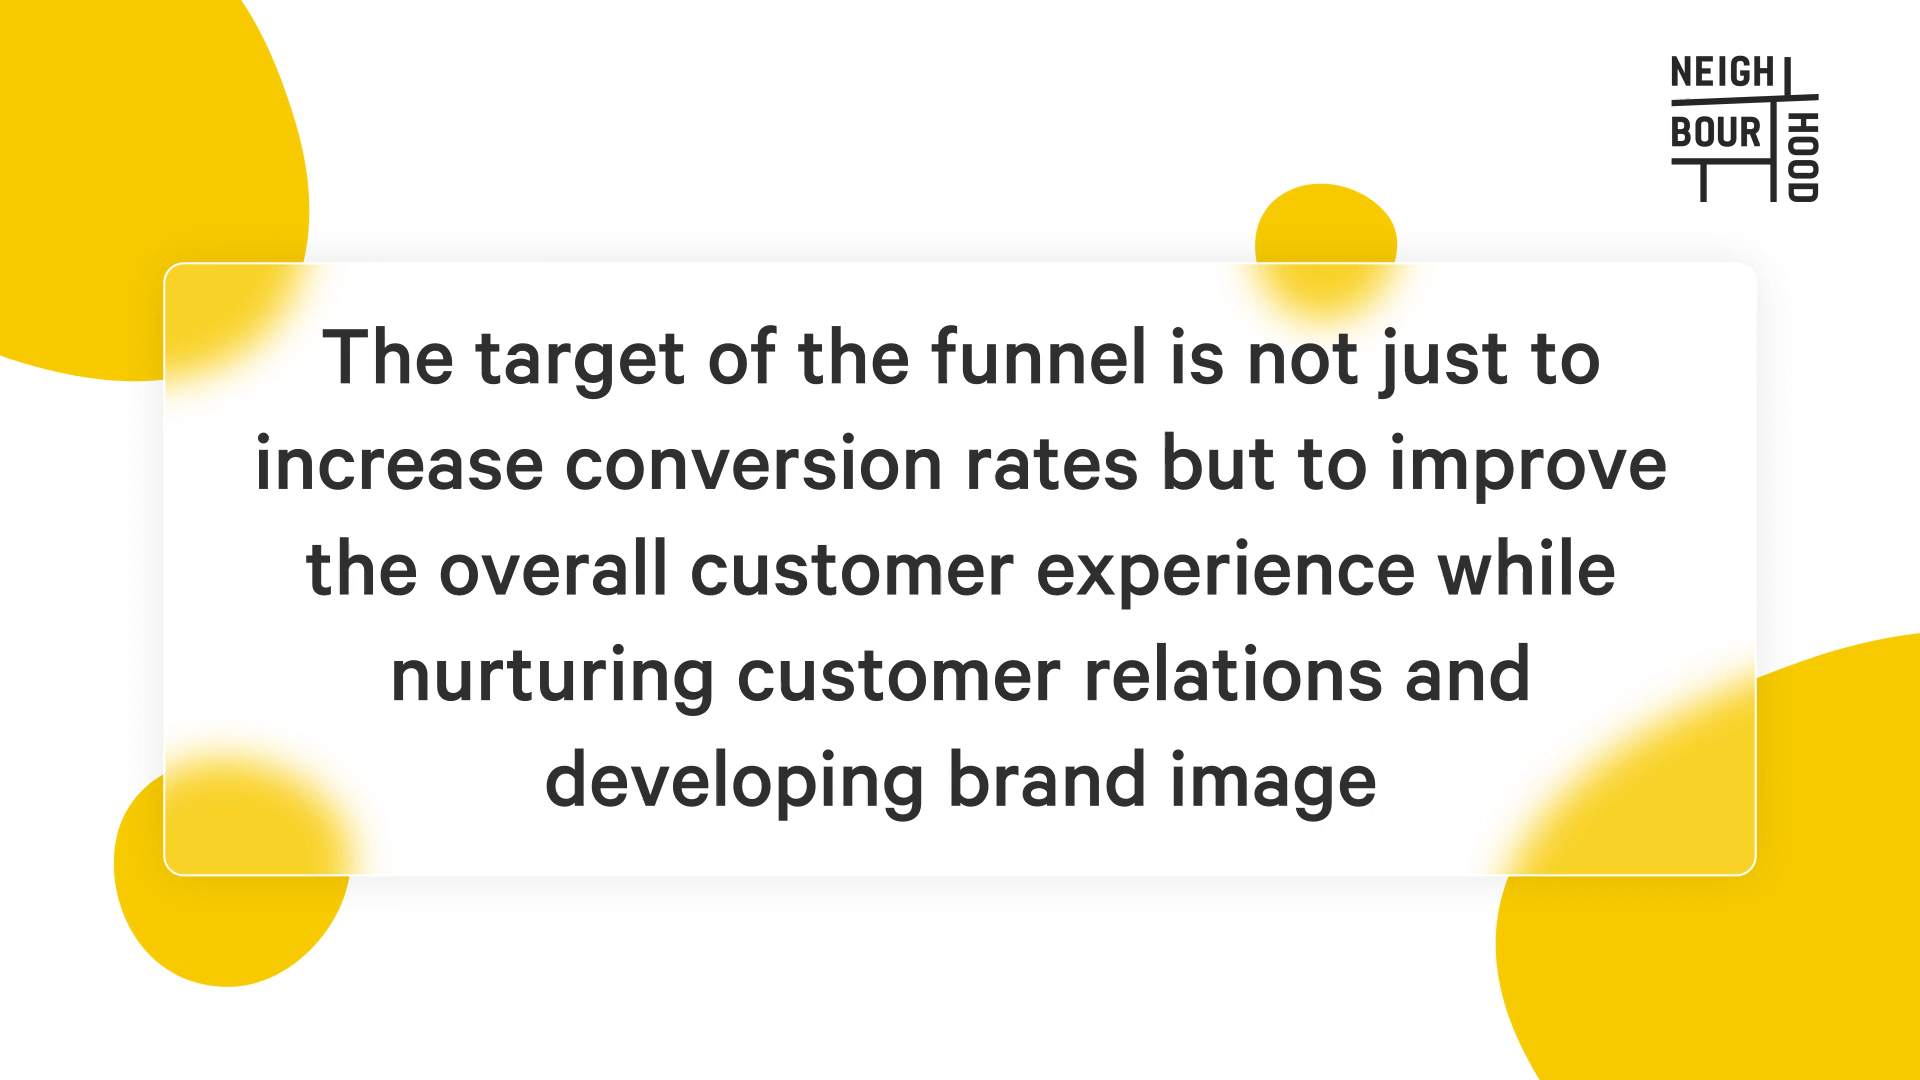 NEIGH
BOUR
HOOD
The target of the funnel is not just to
increase conversion rates but to improve
the overall customer experience while
nurturing customer relations and
developing brand image